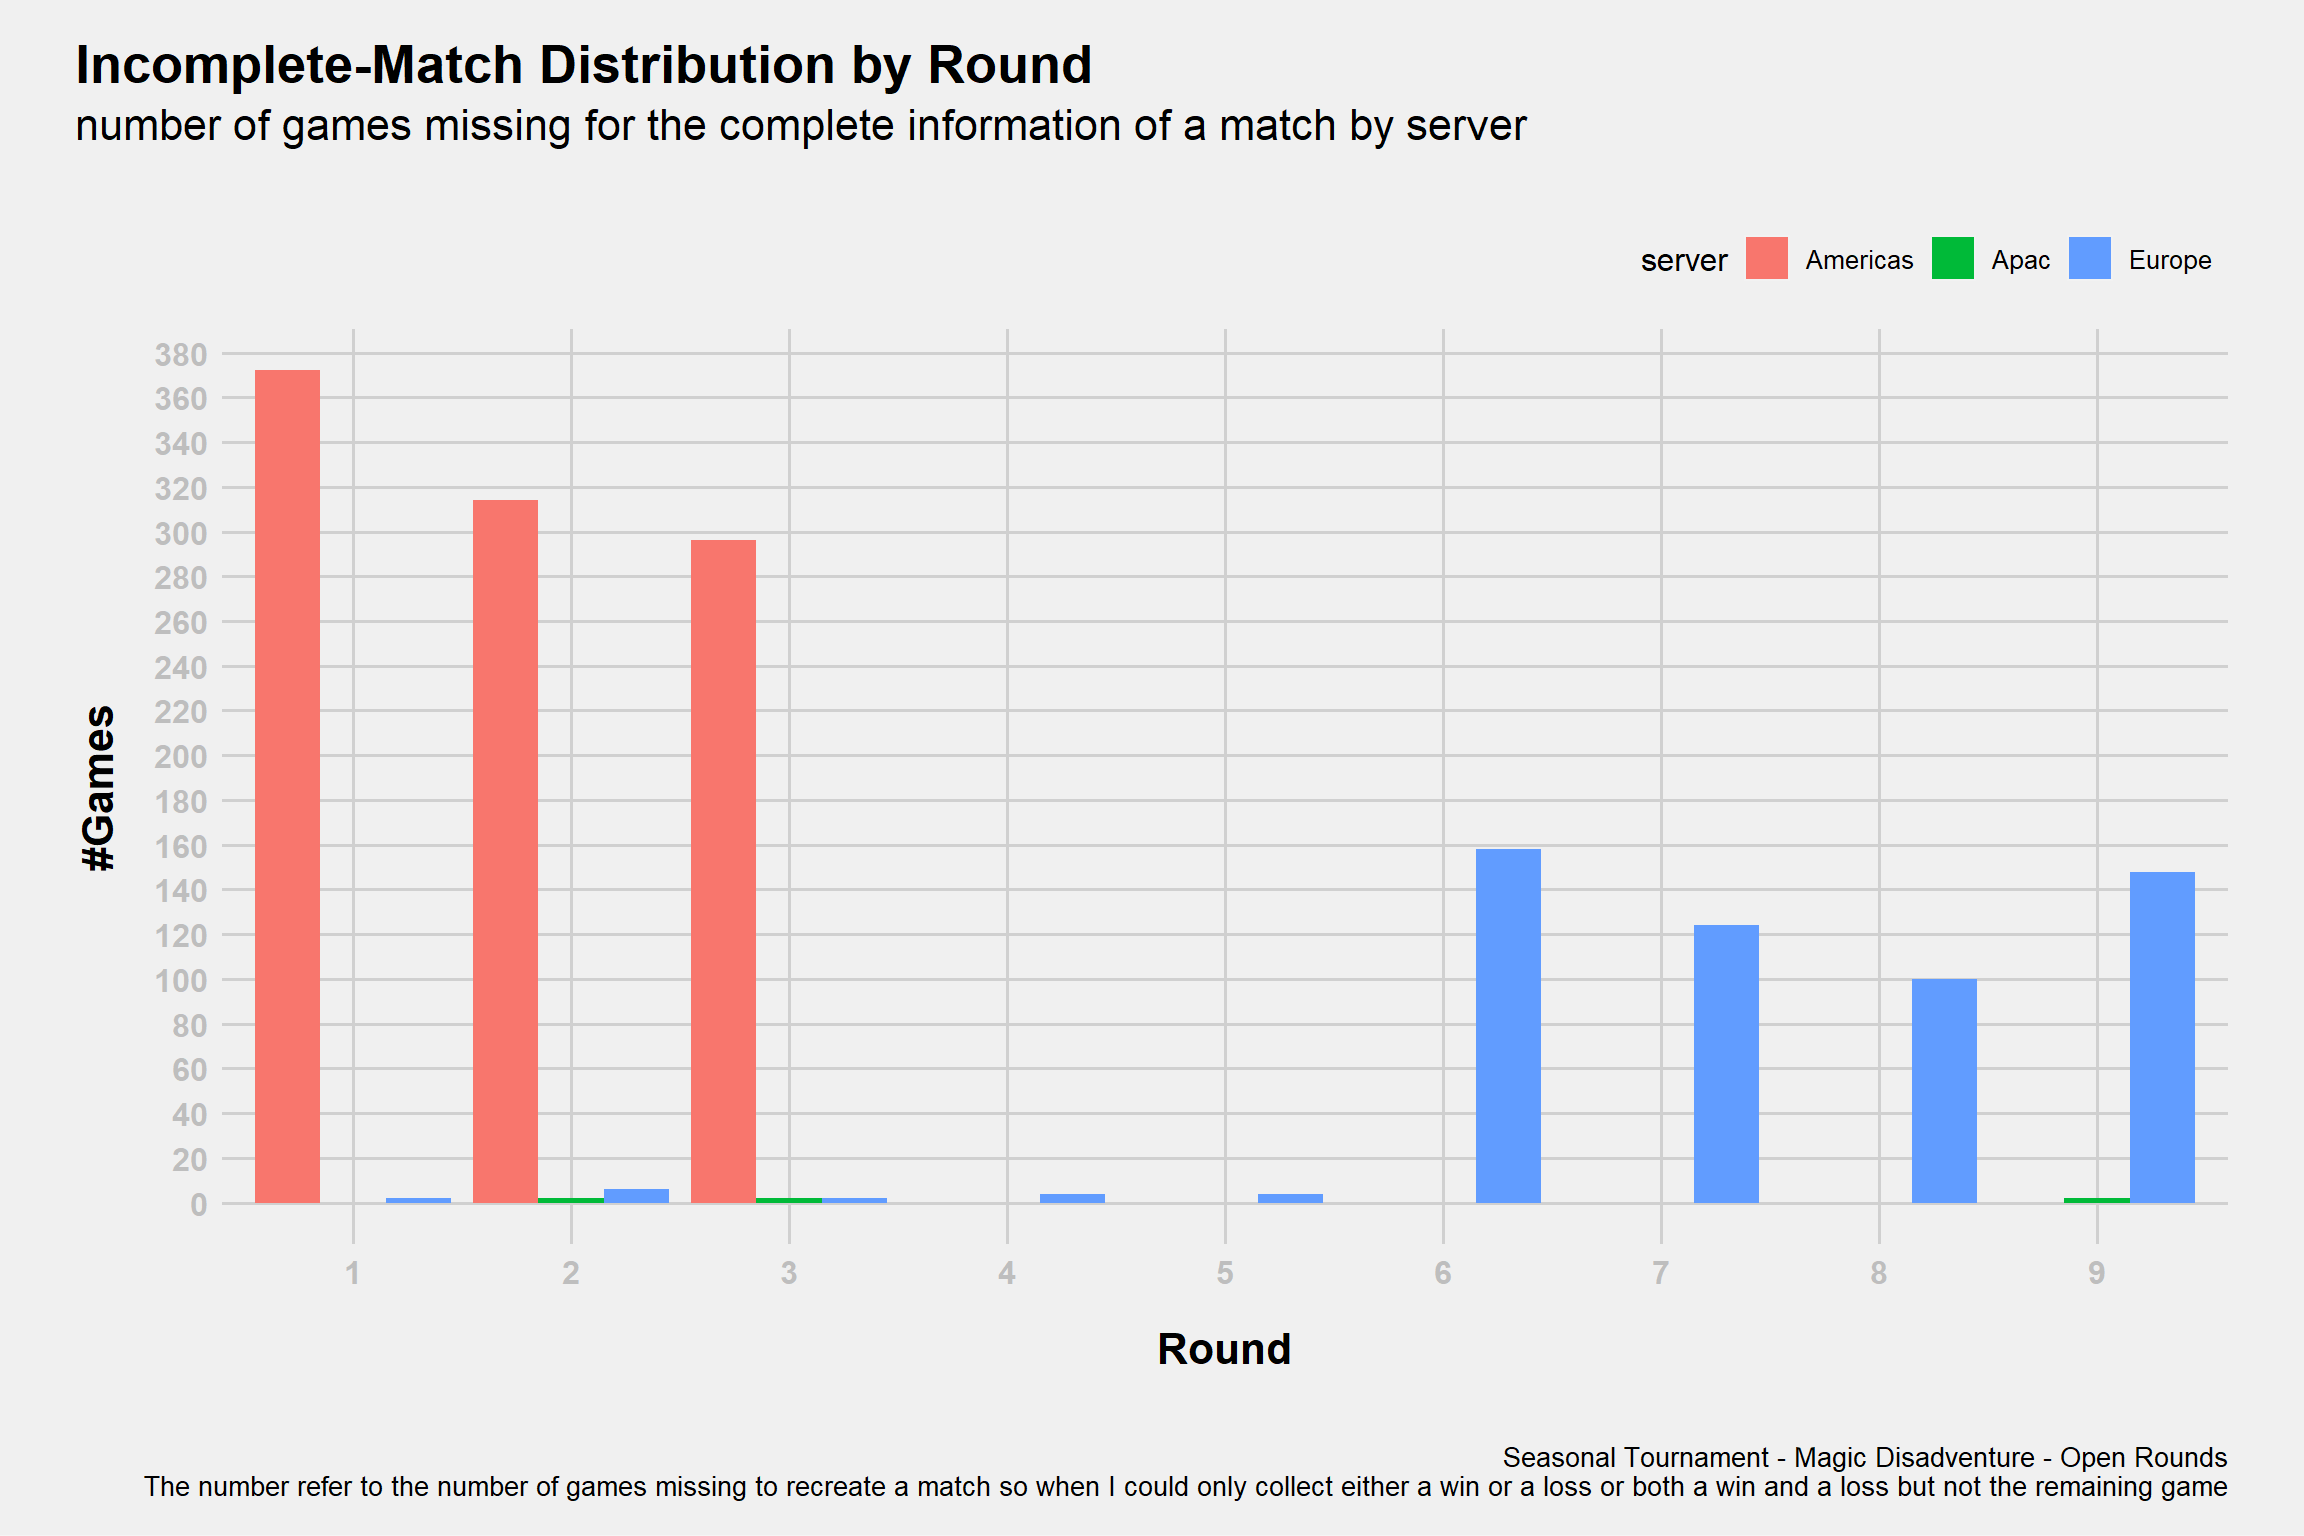 Incomplete-Match Distribution by Round
number of games missing for the complete information of a match by server
server Americas Apac Europe
380
360
340
320
300
280
260
240
220
200
180
160
140
120
100
80
60
40
20
0
#Games
1 2 3 4 5 6 7 8 9
Round
Seasonal Tournament - Magic Disadventure - Open Rounds
The number refer to the number of games missing to recreate a match so when I could only collect either a win or a loss or both a win and a loss but not the remaining game